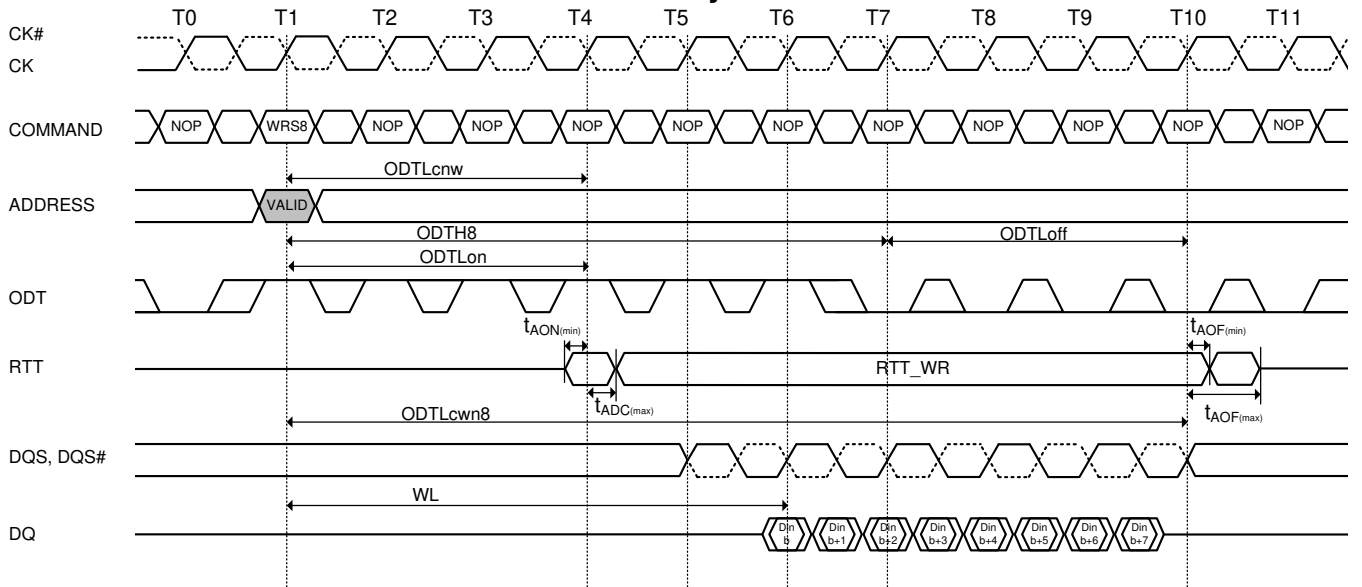 T0 T1 T2 T3 T4 T5 T6 T7 T8 T9 T10 T11
CK#
CK
COMMAND NOP WRS8 NOP NOP NOP NOP NOP NOP NOP NOP NOP NOP
ODTLcnw
ADDRESS VALID
ODTH8 ODTLoff
ODTLon
ODT
tAON(min) tAOF(min)
RTT RTT_WR
tADC(max) tAOF(max)
ODTLcwn8
DQS, DQS#
WL
DQ Din b Din b+1 Din b+2 Din b+3 Din b+4 Din b+5 Din b+6 Din b+7